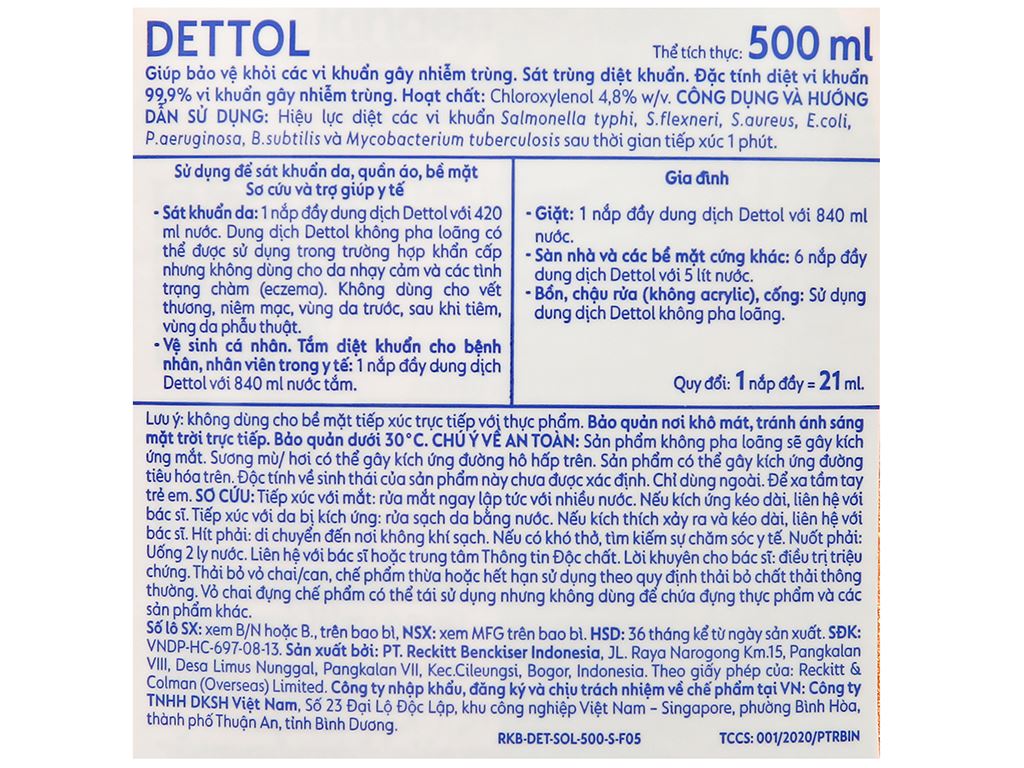 DETTOL
Thể tích thực: 500 ml
Giúp bảo vệ khỏi các vi khuẩn gây nhiễm trùng. Sát trùng diệt khuẩn. Đặc tính diệt vi khuẩn
99,9% vi khuẩn gây nhiễm trùng. Hoạt chất: Chloroxylenol 4,8% w/v. CÔNG DỤNG VÀ HƯỚNG
DẪN SỬ DỤNG: Hiệu lực diệt các vi khuẩn Salmonella typhi, S.flexneri, S.aureus, E.coli,
P.aeruginosa, B.subtilis và Mycobacterium tuberculosis sau thời gian tiếp xúc 1 phút.
Sử dụng để sát khuẩn da, quần áo, bề mặt
Sơ cứu và trợ giúp y tế
- Sát khuẩn da: 1 nắp đầy dung dịch Dettol với 420
ml nước. Dung dịch Dettol không pha loãng có
thể được sử dụng trong trường hợp khẩn cấp
nhưng không dùng cho da nhạy cảm và các tình
trạng chàm (eczema). Không dùng cho vết
thương, niêm mạc, vùng da trước, sau khi tiêm,
vùng da phẫu thuật.
- Vệ sinh cá nhân. Tắm diệt khuẩn cho bệnh
nhân, nhân viên trong y tế: 1 nắp đầy dung dịch
Dettol với 840 ml nước tắm.
Gia đình
- Giặt: 1 nắp đầy dung dịch Dettol với 840 ml
nước.
- Sàn nhà và các bề mặt cứng khác: 6 nắp đầy
dung dịch Dettol với 5 lít nước.
- Bồn, chậu rửa (không acrylic), cống: Sử dụng
dung dịch Dettol không pha loãng.
Quy đổi: 1 nắp đầy = 21 ml.
Lưu ý: không dùng cho bề mặt tiếp xúc trực tiếp với thực phẩm. Bảo quản nơi khô mát, tránh ánh sáng
mặt trời trực tiếp. Bảo quản dưới 30°C. CHÚ Ý VỀ AN TOÀN: Sản phẩm không pha loãng sẽ gây kích
ứng mắt. Sương mù/ hơi có thể gây kích ứng đường hô hấp trên. Sản phẩm có thể gây kích ứng đường
tiêu hóa trên. Độc tính về sinh thái của sản phẩm này chưa được xác định. Chỉ dùng ngoài. Để xa tầm tay
trẻ em. SƠ CỨU: Tiếp xúc với mắt: rửa mắt ngay lập tức với nhiều nước. Nếu kích ứng kéo dài, liên hệ với
bác sĩ. Tiếp xúc với da bị kích ứng: rửa sạch da bằng nước. Nếu kích thích xảy ra và kéo dài, liên hệ với
bác sĩ. Hít phải: di chuyển đến nơi không khí sạch. Nếu có khó thở, tìm kiếm sự chăm sóc y tế. Nuốt phải:
Uống 2 ly nước. Liên hệ với bác sĩ hoặc trung tâm Thông tin Độc chất. Lời khuyên cho bác sĩ: điều trị triệu
chứng. Thải bỏ vỏ chai/can, chế phẩm thừa hoặc hết hạn sử dụng theo quy định thải bỏ chất thải thông
thường. Vỏ chai đựng chế phẩm có thể tái sử dụng nhưng không dùng để chứa đựng thực phẩm và các
sản phẩm khác.
Số lô SX: xem B/N hoặc B., trên bao bì, NSX: xem MFG trên bao bì. HSD: 36 tháng kể từ ngày sản xuất. SĐK:
VNDP-HC-697-08-13. Sản xuất bởi: PT. Reckitt Benckiser Indonesia, JL. Raya Narogong Km.15, Pangkalan
VIII, Desa Limus Nunggal, Pangkalan VII, Kec.Cileungsi, Bogor, Indonesia. Theo giấy phép của: Reckitt &
Colman (Overseas) Limited. Công ty nhập khẩu, đăng ký và chịu trách nhiệm về chế phẩm tại VN: Công ty
TNHH DKSH Việt Nam, Số 23 Đại Lộ Độc Lập, khu công nghiệp Việt Nam – Singapore, phường Bình Hòa,
thành phố Thuận An, tỉnh Bình Dương.
RKB-DET-SOL-500-S-F05
TCCS: 001/2020/PTRBIN